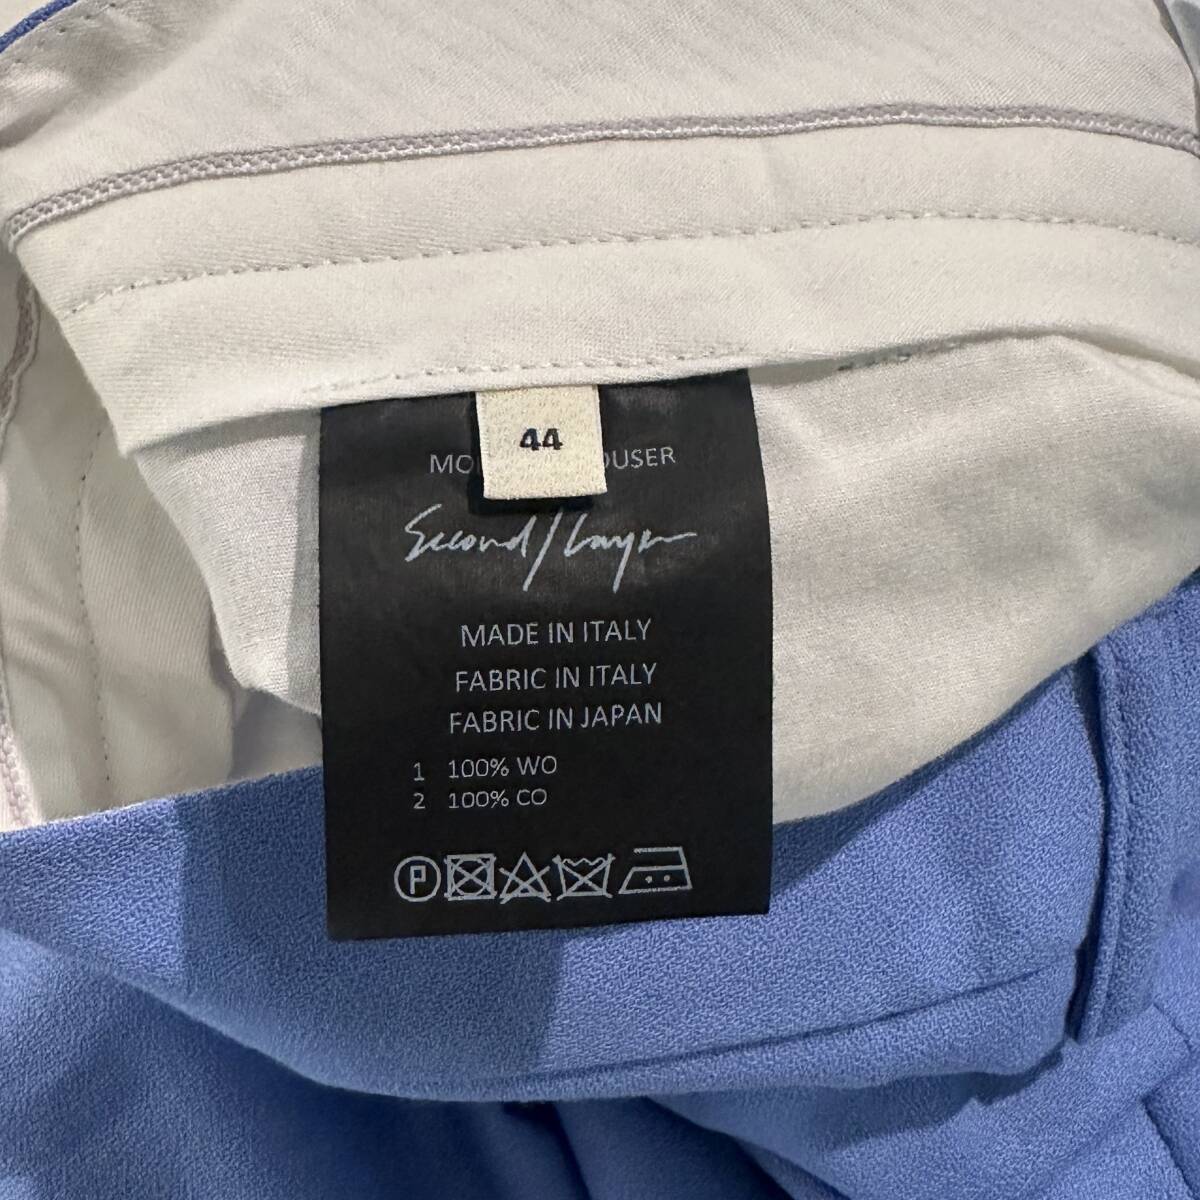 44
MO OUSER
Second/Layer
MADE IN ITALY
FABRIC IN ITALY
FABRIC IN JAPAN
1 100% WO
2 100% CO
P